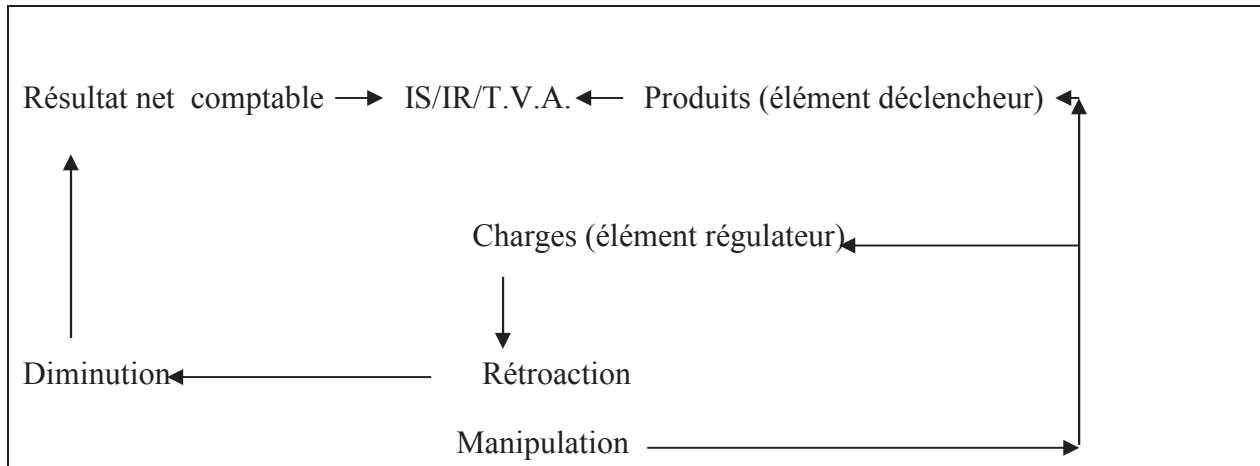 Résultat net comptable IS/IR/T.V.A. Produits (élément déclencheur)
Charges (élément régulateur)
Diminution Rétroaction
Manipulation